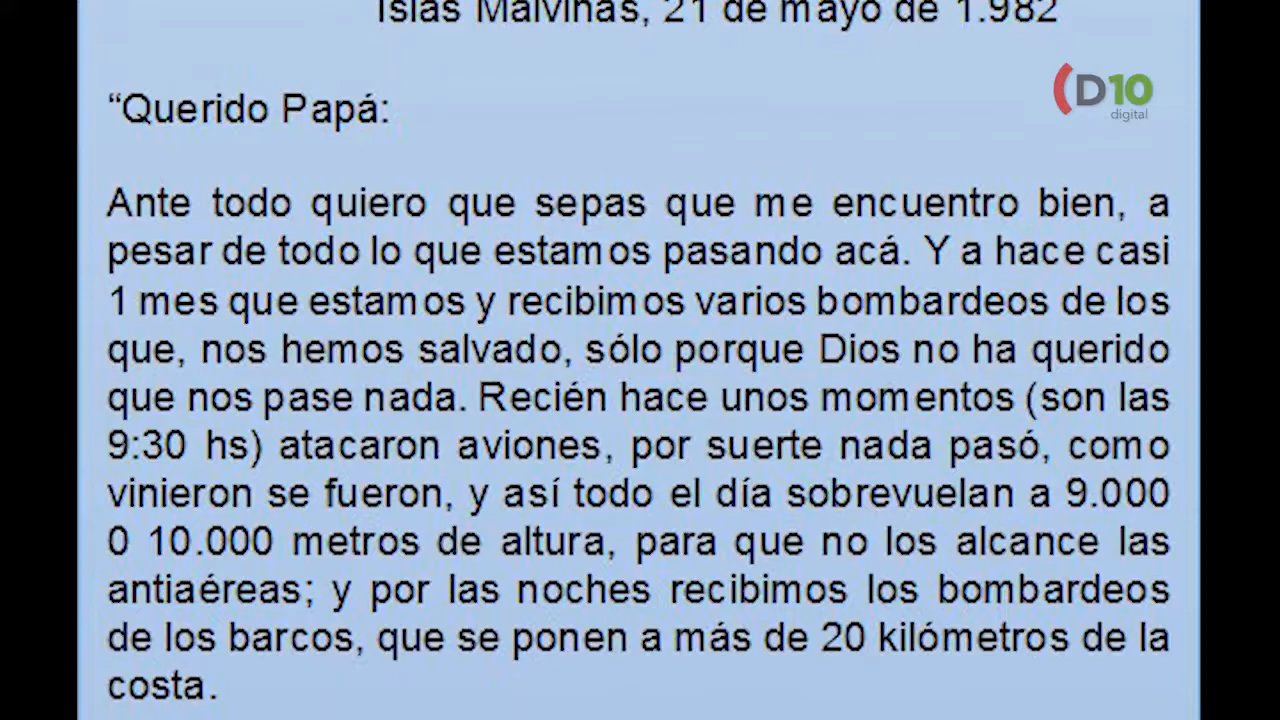 Islas Malvinas, 21 de mayo de 1.982
D10
digital
“Querido Papá:
Ante todo quiero que sepas que me encuentro bien, a
pesar de todo lo que estamos pasando acá. Y a hace casi
1 mes que estamos y recibimos varios bombardeos de los
que, nos hemos salvado, sólo porque Dios no ha querido
que nos pase nada. Recién hace unos momentos (son las
9:30 hs) atacaron aviones, por suerte nada pasó, como
vinieron se fueron, y así todo el día sobrevuelan a 9.000
0 10.000 metros de altura, para que no los alcance las
antiaéreas; y por las noches recibimos los bombardeos
de los barcos, que se ponen a más de 20 kilómetros de la
costa.